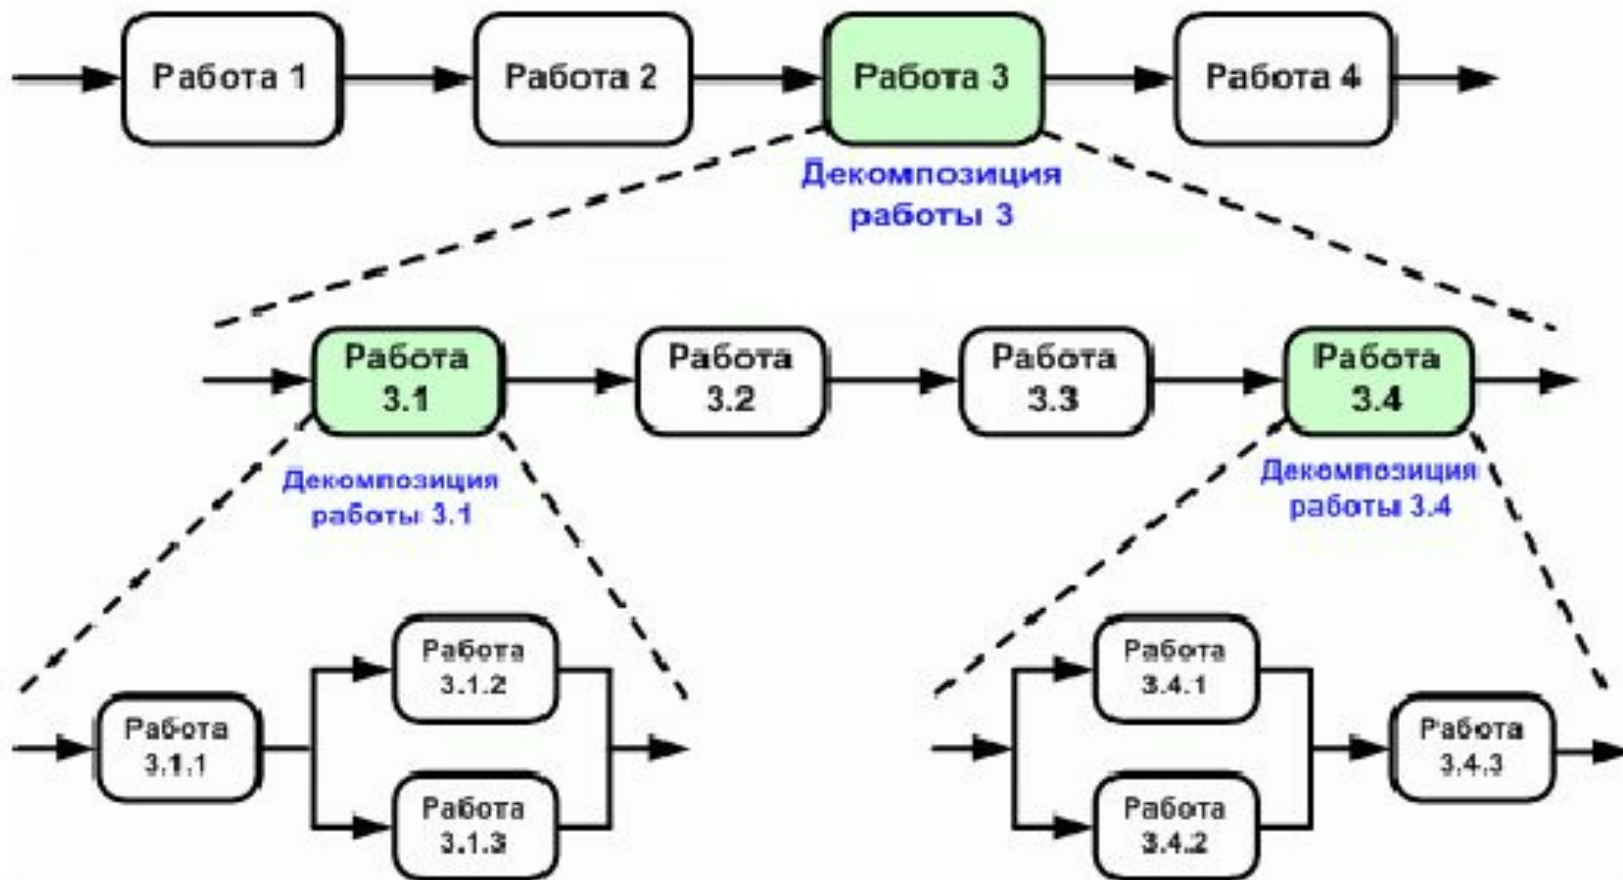 Работа 1
Работа 2
Работа 3
Работа 4
Декомпозиция
работы 3
Работа
3.1
Работа
3.2
Работа
3.3
Работа
3.4
Декомпозиция
работы 3.1
Декомпозиция
работы 3.4
Работа
3.1.1
Работа
3.1.2
Работа
3.1.3
Работа
3.4.1
Работа
3.4.2
Работа
3.4.3